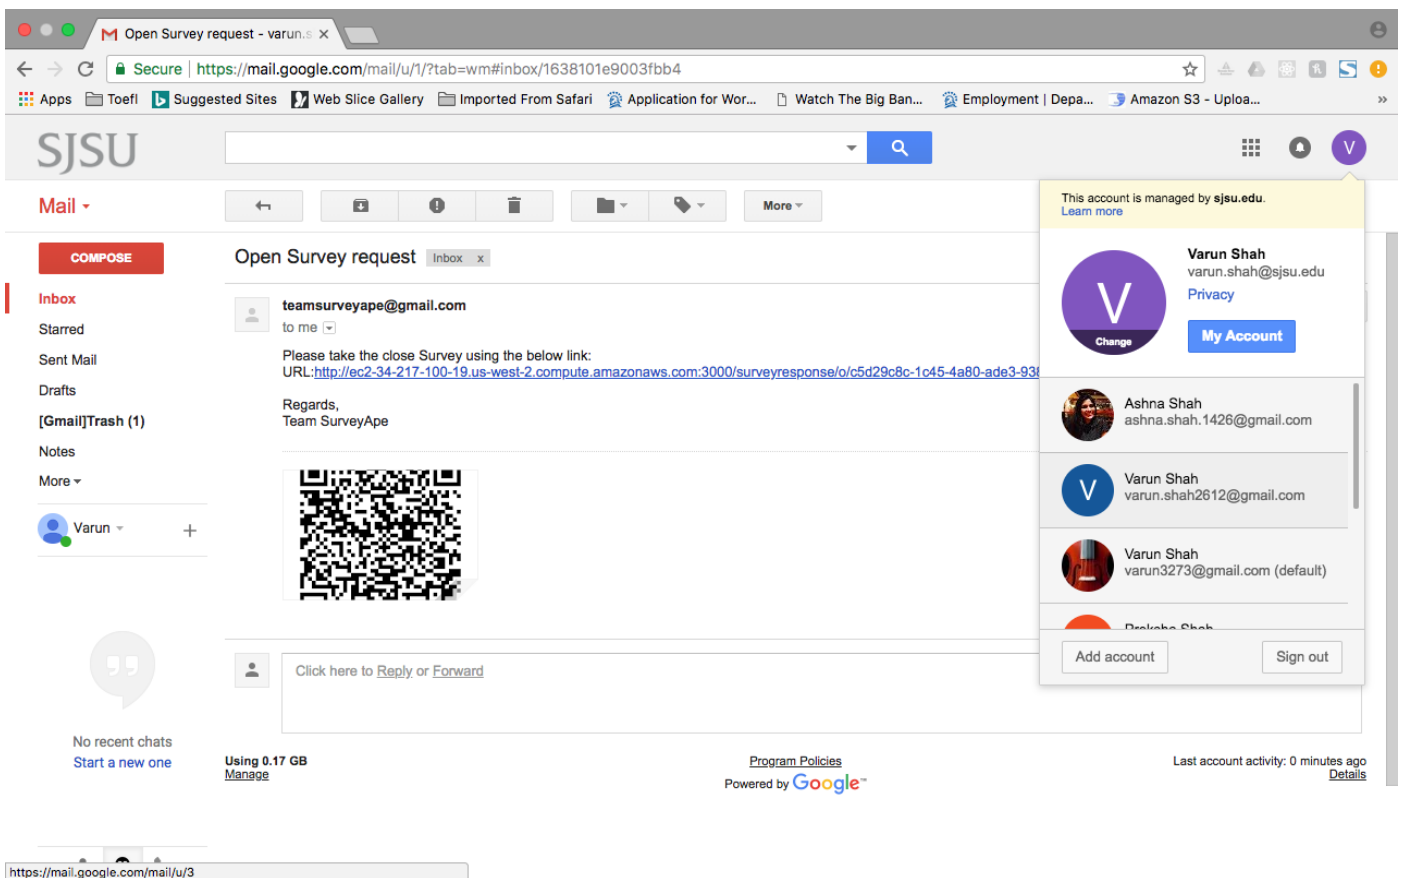 Open Survey request - varun.s
Secure | https://mail.google.com/mail/u/1/?tab=wm#inbox/1638101e9003fbb4
Apps Toefl Suggested Sites Web Slice Gallery Imported From Safari Application for Wor... Watch The Big Ban... Employment | Depa... Amazon S3 - Uploa... »
SJSU
V
Mail
More
This account is managed by sjsu.edu.
Learn more
COMPOSE
Open Survey request Inbox x
Varun Shah
varun.shah@sjsu.edu
Privacy
V
Change
My Account
Inbox
Starred
Sent Mail
Drafts
[Gmail]Trash (1)
Notes
More
teamsurveyape@gmail.com
to me
Please take the close Survey using the below link:
URL:http://ec2-34-217-100-19.us-west-2.compute.amazonaws.com:3000/surveyresponse/o/c5d29c8c-1c45-4a80-ade3-938
Regards,
Team SurveyApe
Ashna Shah
ashna.shah.1426@gmail.com
V
Varun Shah
varun.shah2612@gmail.com
Varun Shah
varun3273@gmail.com (default)
Varun
Add account
Sign out
Click here to Reply or Forward
No recent chats
Start a new one
Using 0.17 GB
Manage
Program Policies
Powered by Google™
Last account activity: 0 minutes ago
Details
https://mail.google.com/mail/u/3